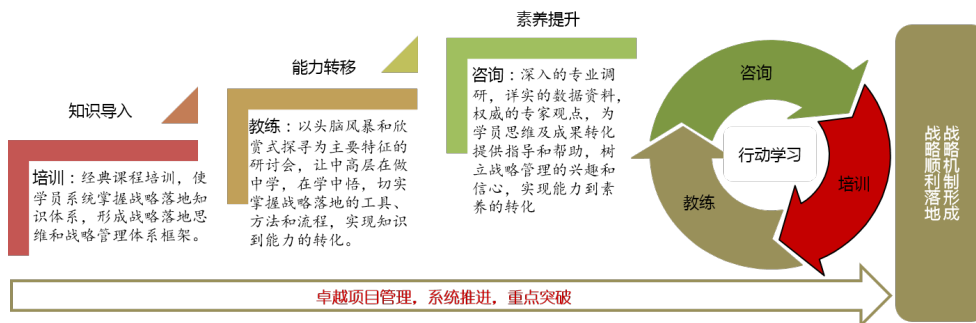 知识导入
培训：经典课程培训，使
学员系统掌握战略落地知
识体系，形成战略落地思
维和战略管理体系框架。
能力转移
教练：以头脑风暴和欣
赏式探寻为主要特征的
研讨会，让中高层在做
中学，在学中悟，切实
掌握战略落地的工具、
方法和流程，实现知识
到能力的转化。
素养提升
咨询：深入的专业调
研，详实的数据资料，
权威的专家观点，为
学员思维及成果转化
提供指导和帮助，树
立战略管理的兴趣和
信心，实现能力到素
养的转化
咨询
行动学习
培训
教练
战略机制形成
战略顺利落地
卓越项目管理，系统推进，重点突破